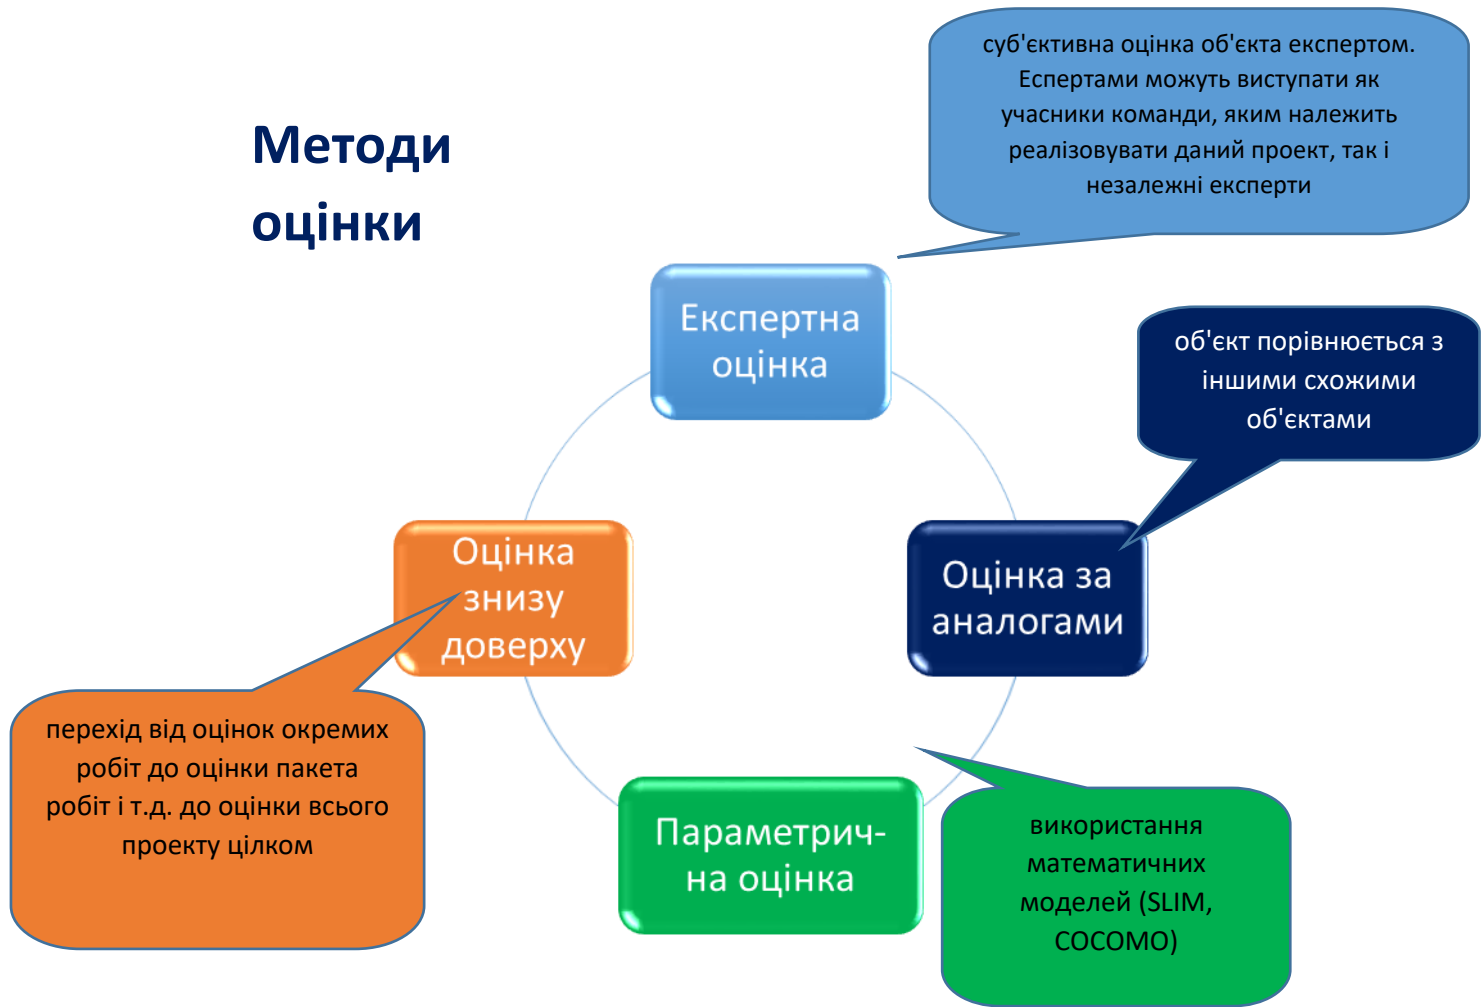 Методи
оцінки
суб'єктивна оцінка об'єкта експертом.
Еспертами можуть виступати як
учасники команди, яким належить
реалізовувати даний проект, так і
незалежні експерти
Експертна
оцінка
об'єкт порівнюється з
іншими схожими
об'єктами
Оцінка за
аналогами
Оцінка
знизу
доверху
перехід від оцінок окремих
робіт до оцінки пакета
робіт і т.д. до оцінки всього
проекту цілком
Параметрич-
на оцінка
використання
математичних
моделей (SLIM,
COCOMO)